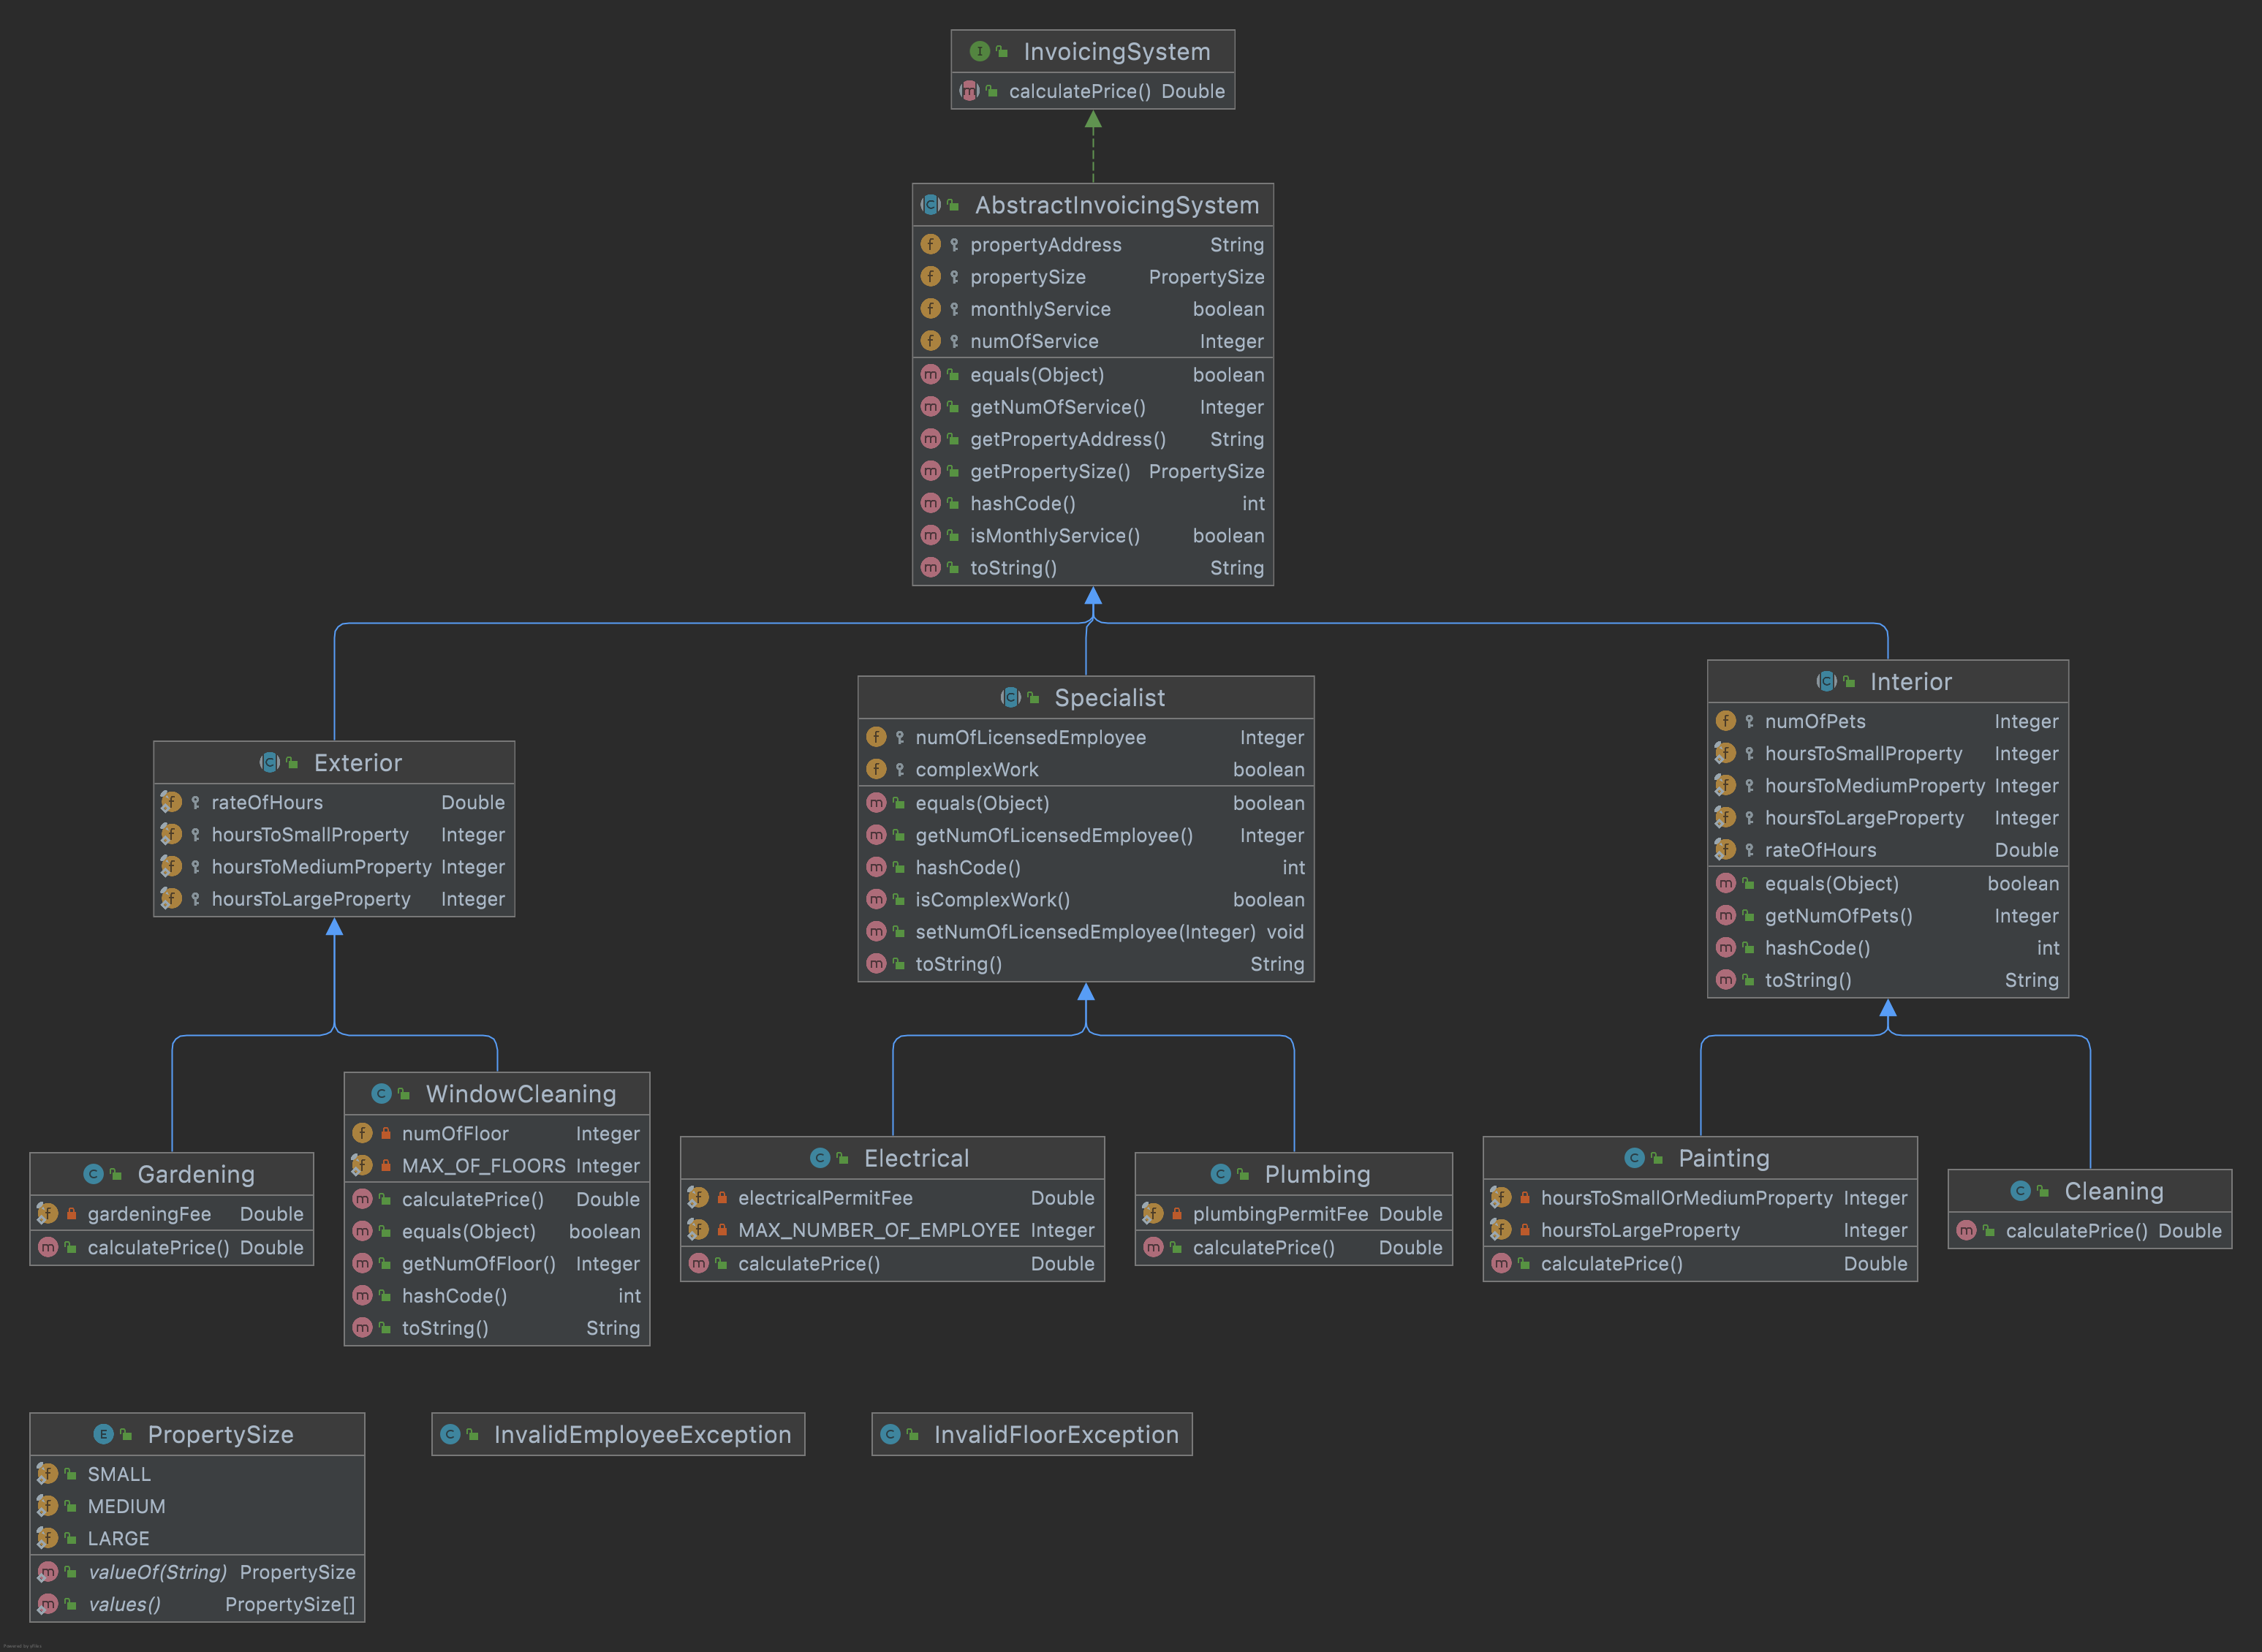 InvoicingSystem
calculatePrice() Double
AbstractInvoicingSystem
propertyAddress String
propertySize PropertySize
monthlyService boolean
numOfService Integer
equals(Object) boolean
getNumOfService() Integer
getPropertyAddress() String
getPropertySize() PropertySize
hashCode() int
isMonthlyService() boolean
toString() String
Exterior
rateOfHours Double
hoursToSmallProperty Integer
hoursToMediumProperty Integer
hoursToLargeProperty Integer
Specialist
numOfLicensedEmployee Integer
complexWork boolean
equals(Object) boolean
getNumOfLicensedEmployee() Integer
hashCode() int
isComplexWork() boolean
setNumOfLicensedEmployee(Integer) void
toString() String
Interior
numOfPets Integer
hoursToSmallProperty Integer
hoursToMediumProperty Integer
hoursToLargeProperty Integer
rateOfHours Double
equals(Object) boolean
getNumOfPets() Integer
hashCode() int
toString() String
Gardening
gardeningFee Double
calculatePrice() Double
WindowCleaning
numOfFloor Integer
MAX_OF_FLOORS Integer
calculatePrice() Double
equals(Object) boolean
getNumOfFloor() Integer
hashCode() int
toString() String
Electrical
electricalPermitFee Double
MAX_NUMBER_OF_EMPLOYEE Integer
calculatePrice() Double
Plumbing
plumbingPermitFee Double
calculatePrice() Double
Painting
hoursToSmallOrMediumProperty Integer
hoursToLargeProperty Integer
calculatePrice() Double
Cleaning
calculatePrice() Double
PropertySize
SMALL
MEDIUM
LARGE
valueOf(String) PropertySize
values() PropertySize[]
InvalidEmployeeException
InvalidFloorException
Powered by yFiles